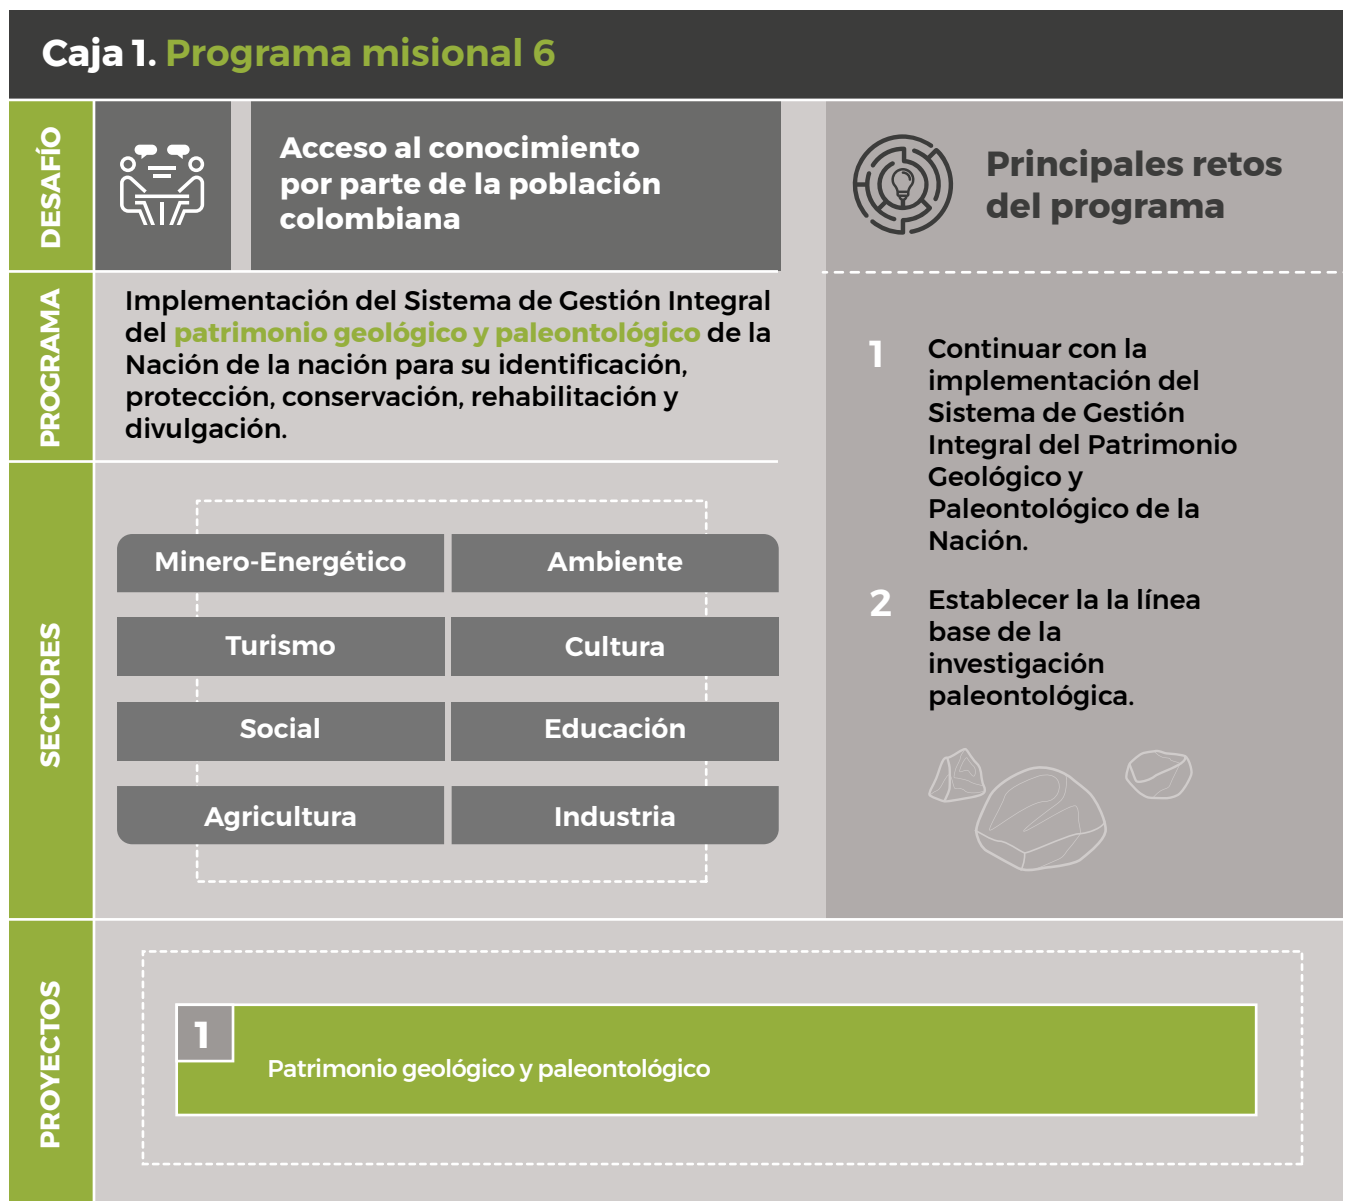 Caja 1. Programa misional 6
DESAFÍO
Acceso al conocimiento
por parte de la población
colombiana
PROGRAMA
Implementación del Sistema de Gestión Integral
del patrimonio geológico y paleontológico de la
Nación de la nación para su identificación,
protección, conservación, rehabilitación y
divulgación.
SECTORES
Minero-Energético
Ambiente
Turismo
Cultura
Social
Educación
Agricultura
Industria
Principales retos
del programa
1 Continuar con la
implementación del
Sistema de Gestión
Integral del Patrimonio
Geológico y
Paleontológico de la
Nación.
2 Establecer la la línea
base de la
investigación
paleontológica.
PROYECTOS
1
Patrimonio geológico y paleontológico